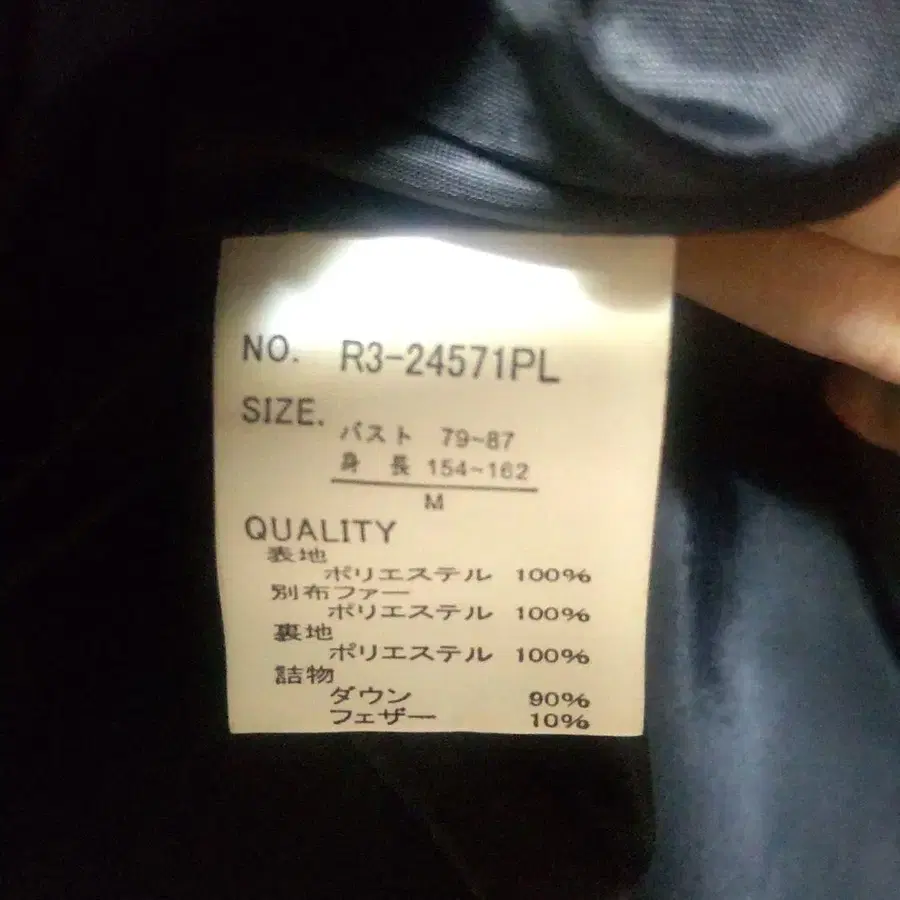 NO. R3-24571PL
SIZE.
バスト 79~87
身 長 154~162
M
QUALITY
表地
ポリエステル 100%
別布ファー
ポリエステル 100%
裏地
ポリエステル 100%
詰物
ダウン 90%
フェザー 10%